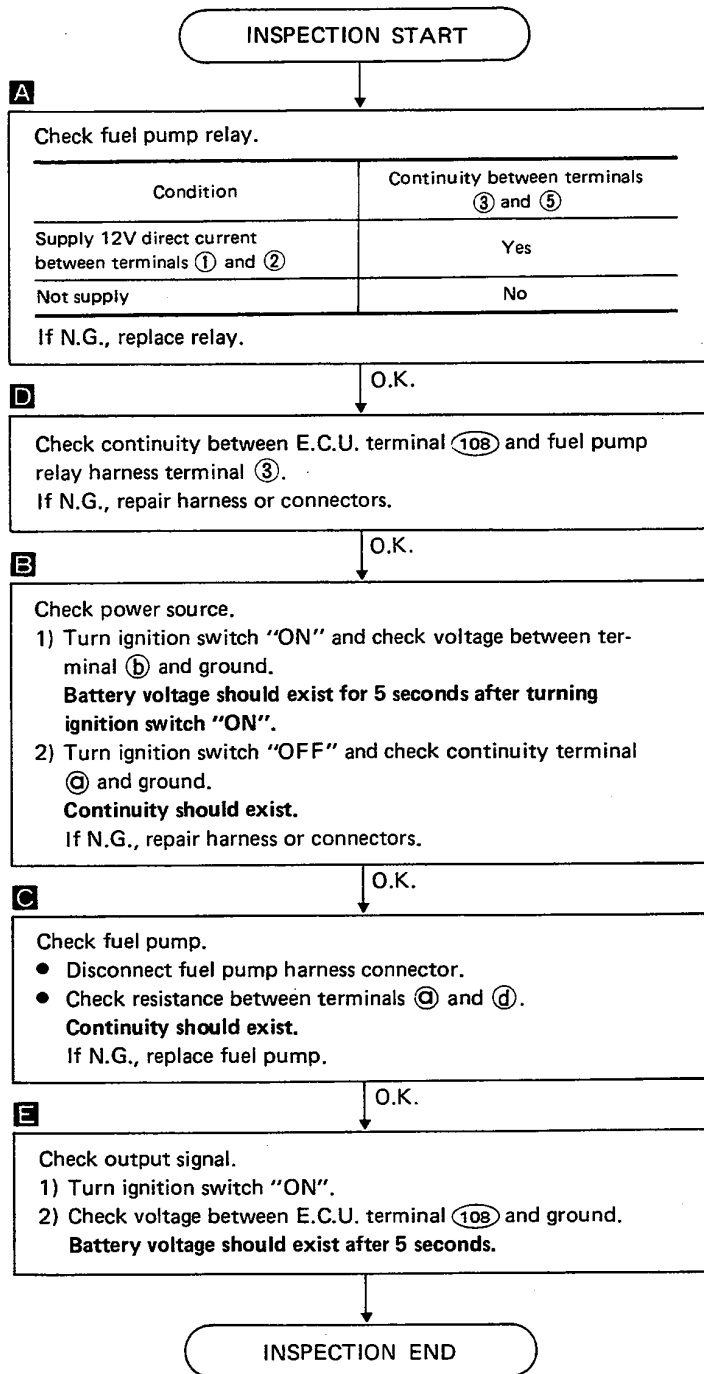 INSPECTION START
A
Check fuel pump relay.
Condition
Continuity between terminals
③ and ⑤
Supply 12V direct current
between terminals ① and ②
Yes
Not supply
No
If N.G., replace relay.
O.K.
D
Check continuity between E.C.U. terminal (108) and fuel pump
relay harness terminal ③.
If N.G., repair harness or connectors.
O.K.
B
Check power source.
1) Turn ignition switch "ON" and check voltage between ter-
minal ⓑ and ground.
Battery voltage should exist for 5 seconds after turning
ignition switch "ON".
2) Turn ignition switch "OFF" and check continuity terminal
ⓐ and ground.
Continuity should exist.
If N.G., repair harness or connectors.
O.K.
C
Check fuel pump.
● Disconnect fuel pump harness connector.
● Check resistance between terminals ⓐ and ⓓ.
Continuity should exist.
If N.G., replace fuel pump.
O.K.
E
Check output signal.
1) Turn ignition switch "ON".
2) Check voltage between E.C.U. terminal (108) and ground.
Battery voltage should exist after 5 seconds.
INSPECTION END